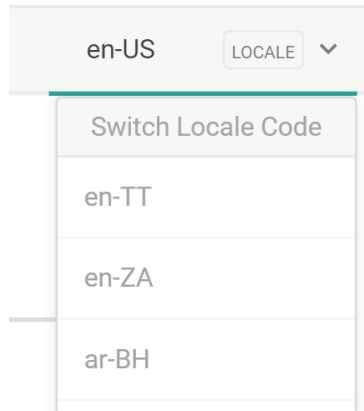 en-US LOCALE
Switch Locale Code
en-TT
en-ZA
ar-BH